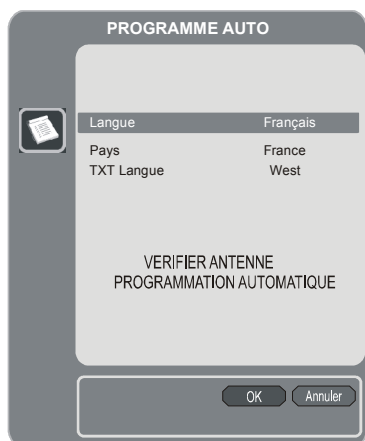 PROGRAMME AUTO
Langue Français
Pays France
TXT Langue West
VERIFIER ANTENNE
PROGRAMMATION AUTOMATIQUE
OK Annuler